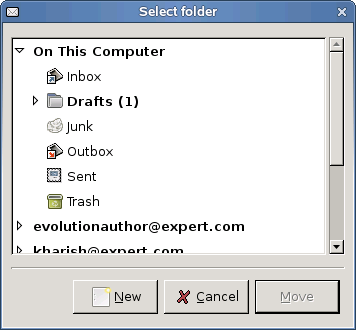 Select folder
On This Computer
Inbox
Drafts (1)
Junk
Outbox
Sent
Trash
evolutionauthor@expert.com
kharish@expert.com
New
Cancel
Move